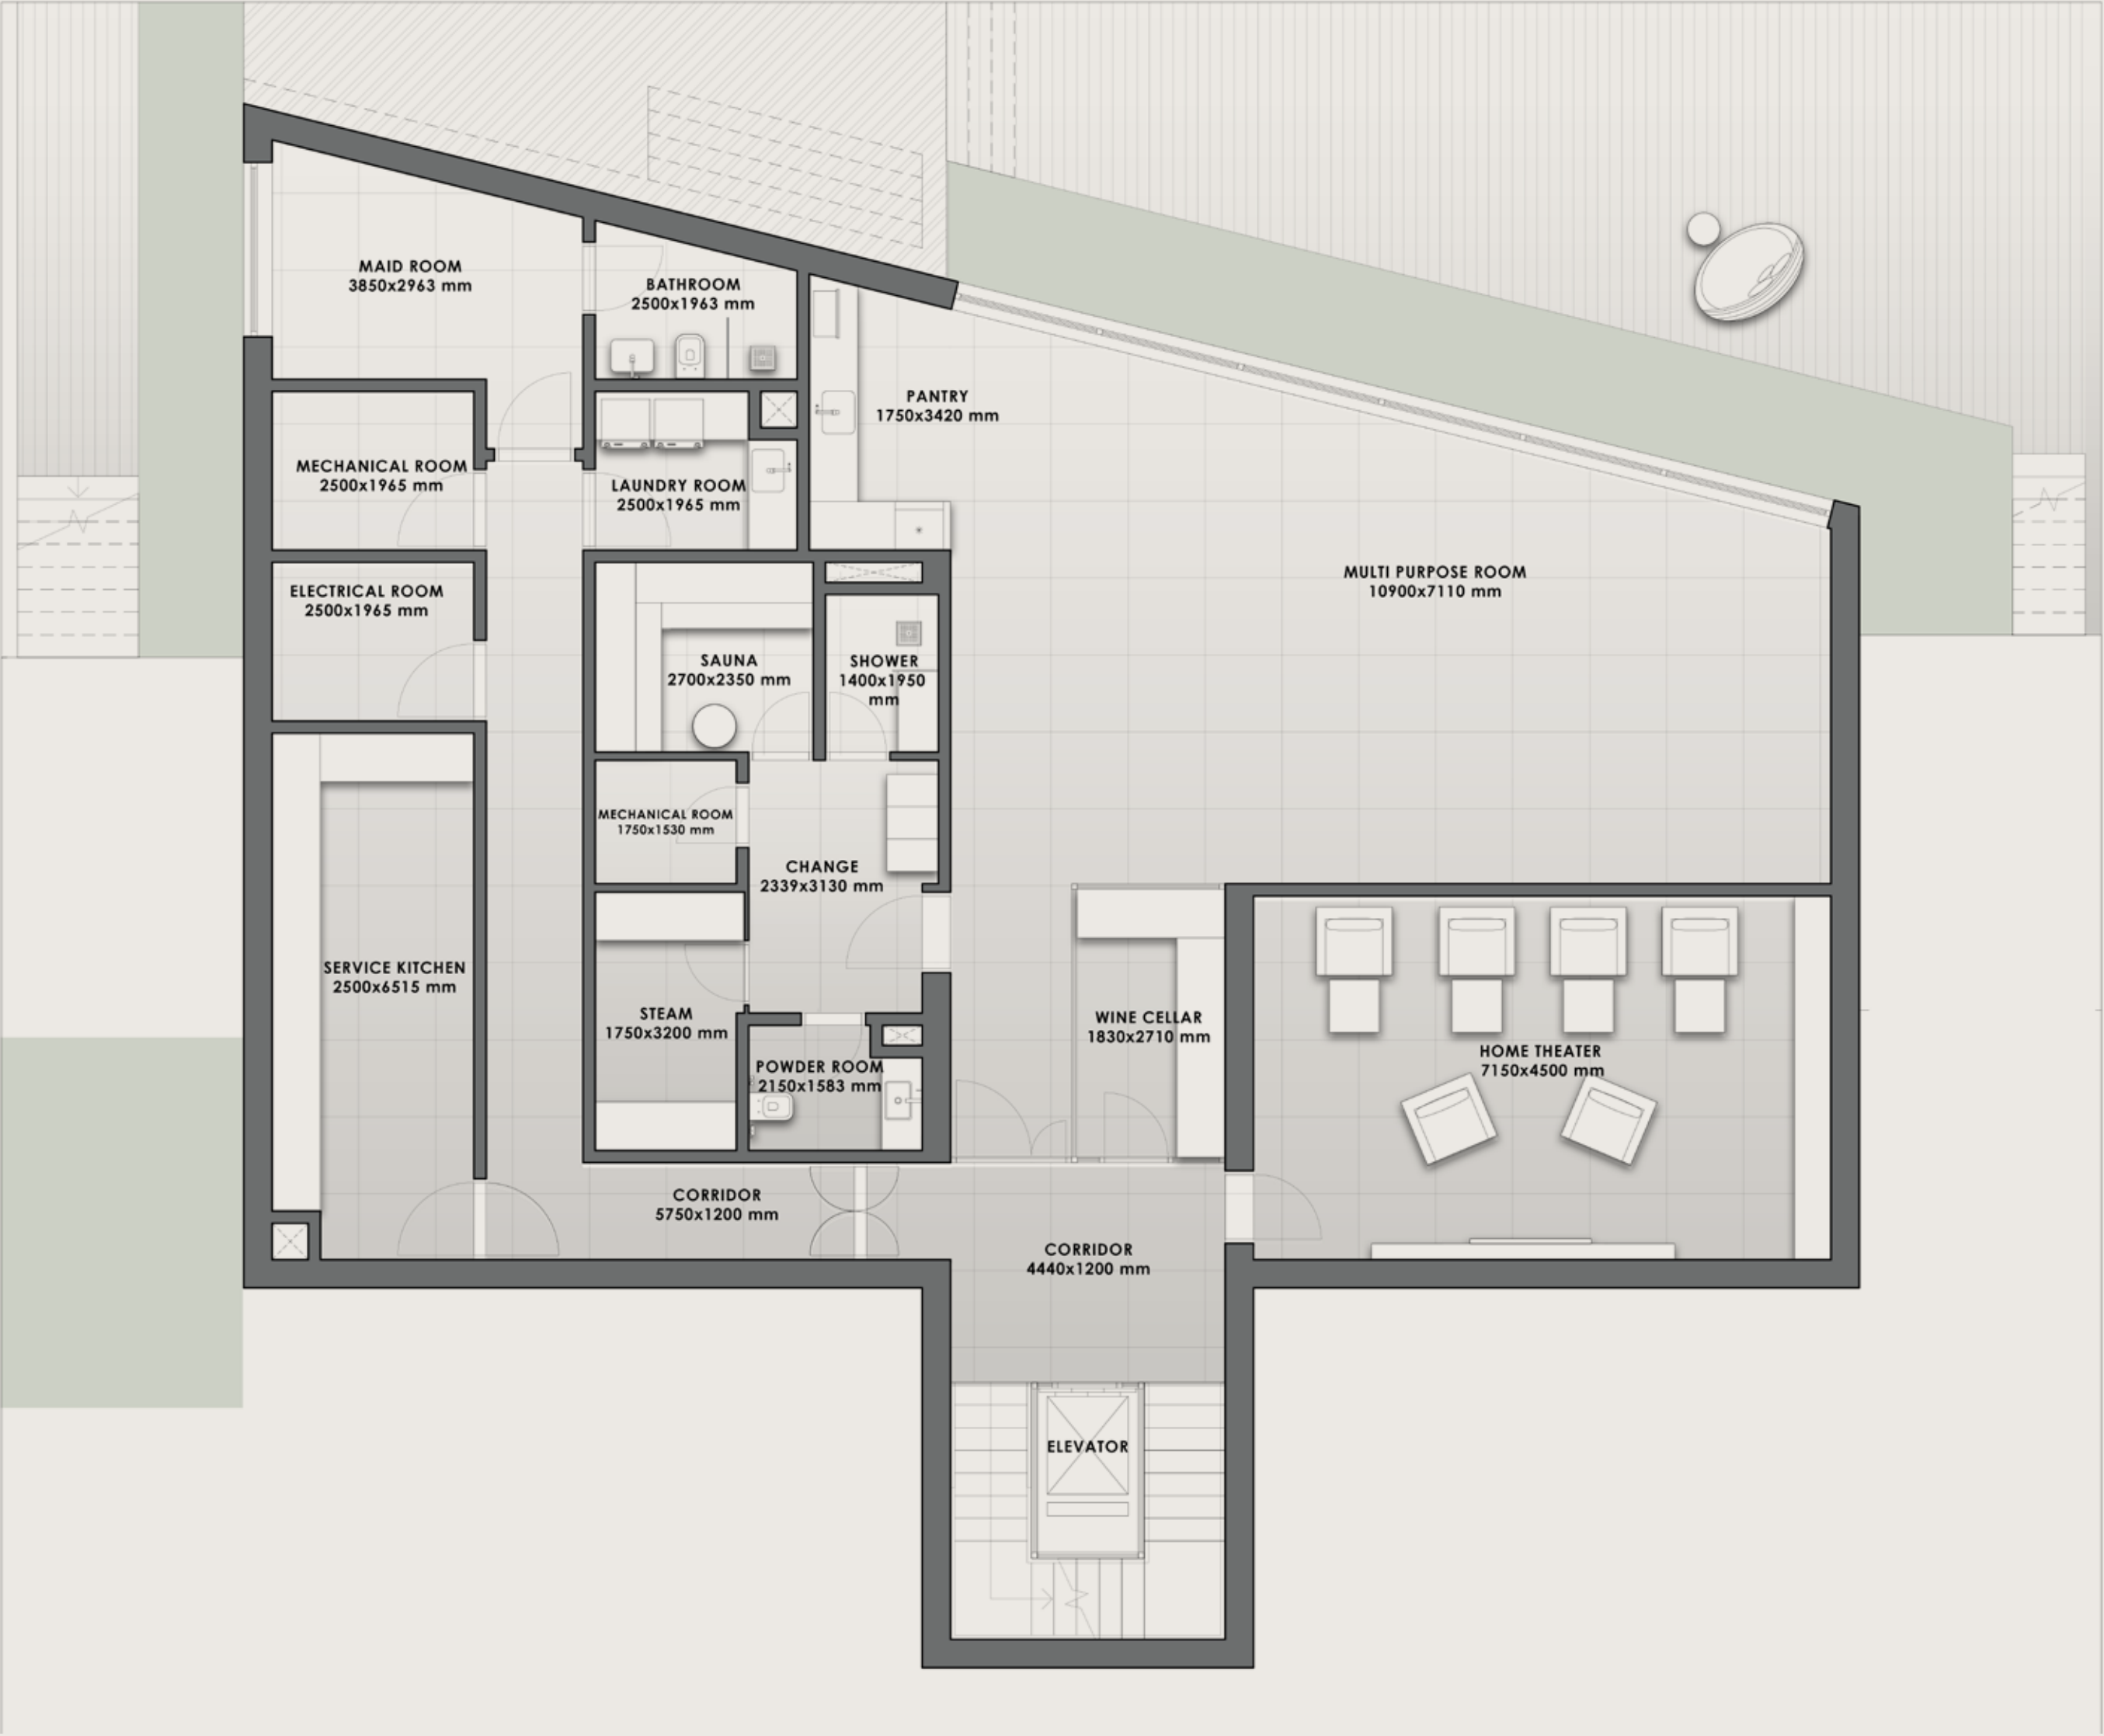 MAID ROOM
3850x2963 mm
BATHROOM
2500x1963 mm
PANTRY
1750x3420 mm
MECHANICAL ROOM
2500x1965 mm
LAUNDRY ROOM
2500x1965 mm
MULTI PURPOSE ROOM
10900x7110 mm
ELECTRICAL ROOM
2500x1965 mm
SAUNA
2700x2350 mm
SHOWER
1400x1950
mm
MECHANICAL ROOM
1750x1530 mm
CHANGE
2339x3130 mm
SERVICE KITCHEN
2500x6515 mm
STEAM
1750x3200 mm
WINE CELLAR
1830x2710 mm
POWDER ROOM
2150x1583 mm
HOME THEATER
7150x4500 mm
CORRIDOR
5750x1200 mm
CORRIDOR
4440x1200 mm
ELEVATOR